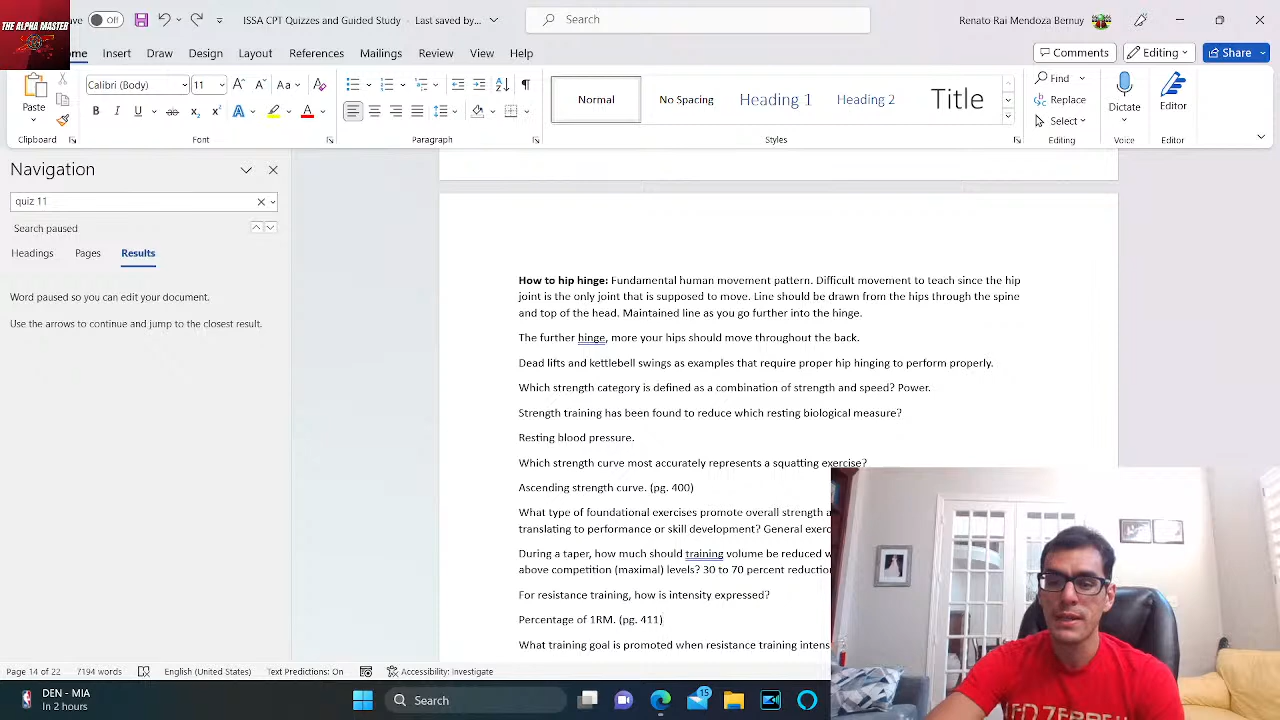 THE ALPHA MASTER
ve
Off
ISSA CPT Quizzes and Guided Study
- Last saved by...
Search
Renato Rai Mendoza Bernuy
ome
Insert
Draw
Design
Layout
References
Mailings
Review
View
Help
Comments
Editing
Share
Paste
Calibri (Body)
11
Normal
No Spacing
Heading 1
Heading 2
Title
Find
Replace
Select
Dictate
Editor
Clipboard
Font
Paragraph
Styles
Editing
Voice
Editor
Navigation
quiz 11
Search paused
Headings
Pages
Results
Word paused so you can edit your document.
Use the arrows to continue and jump to the closest result.
How to hip hinge: Fundamental human movement pattern. Difficult movement to teach since the hip
joint is the only joint that is supposed to move. Line should be drawn from the hips through the spine
and top of the head. Maintained line as you go further into the hinge.
The further hinge, more your hips should move throughout the back.
Dead lifts and kettlebell swings as examples that require proper hip hinging to perform properly.
Which strength category is defined as a combination of strength and speed? Power.
Strength training has been found to reduce which resting biological measure?
Resting blood pressure.
Which strength curve most accurately represents a squatting exercise?
Ascending strength curve. (pg. 400)
What type of foundational exercises promote overall strength a
translating to performance or skill development? General exerc
During a taper, how much should training volume be reduced w
above competition (maximal) levels? 30 to 70 percent reduction
For resistance training, how is intensity expressed?
Percentage of 1RM. (pg. 411)
What training goal is promoted when resistance training intens
Page 14 of 22
7194 words
English (United States)
Text Predictions: On
Accessibility: Investigate
DEN - MIA
In 2 hours
Search
15